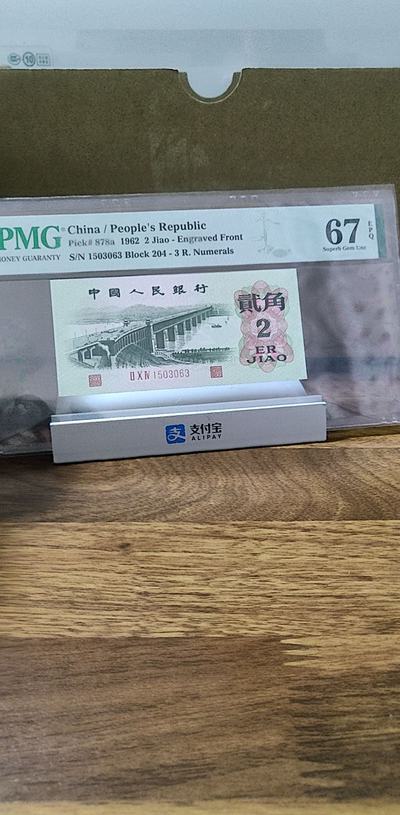 PMG
MONEY GUARANTY
China / People's Republic
Pick# 878a 1962 2 Jiao - Engraved Front
S/N 1503063 Block 204 - 3 R. Numerals
67
EPQ
Superb Gem Unc
中國人民銀行
貳角
2
ER
JIAO
II X IV 1503063
支付宝
ALIPAY